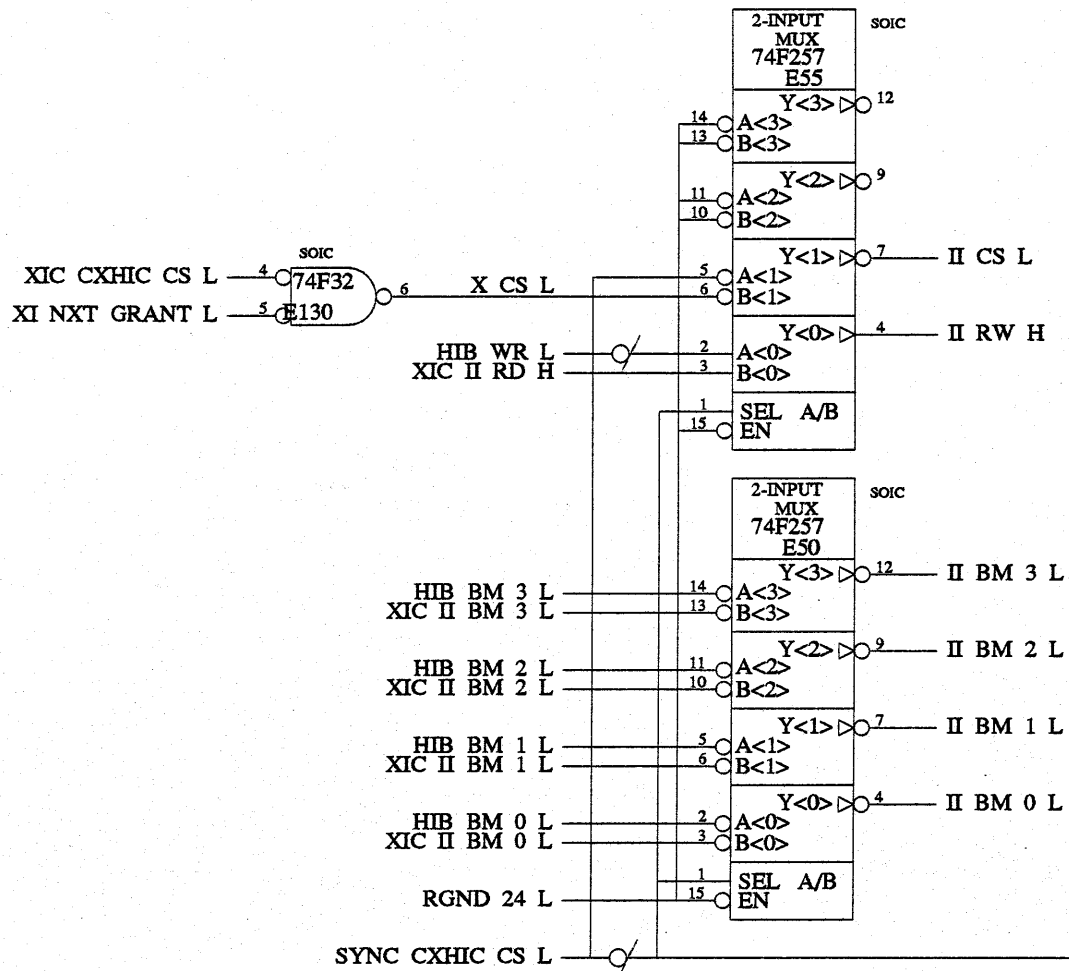 2-INPUT
MUX
74F257
E55
SOIC
Y<3> 12
14 A<3>
13 B<3>
Y<2> 9
11 A<2>
10 B<2>
Y<1> 7 II CS L
5 A<1>
6 B<1>
SOIC
XIC CXHIC CS L 4 74F32
6 X CS L
XI NXT GRANT L 5 E130
Y<0> 4 II RW H
HIB WR L 2 A<0>
XIC II RD H 3 B<0>
1 SEL A/B
15 EN
2-INPUT
MUX
74F257
E50
SOIC
Y<3> 12 II BM 3 L
HIB BM 3 L 14 A<3>
XIC II BM 3 L 13 B<3>
Y<2> 9 II BM 2 L
HIB BM 2 L 11 A<2>
XIC II BM 2 L 10 B<2>
Y<1> 7 II BM 1 L
HIB BM 1 L 5 A<1>
XIC II BM 1 L 6 B<1>
Y<0> 4 II BM 0 L
HIB BM 0 L 2 A<0>
XIC II BM 0 L 3 B<0>
1 SEL A/B
RGND 24 L 15 EN
SYNC CXHIC CS L